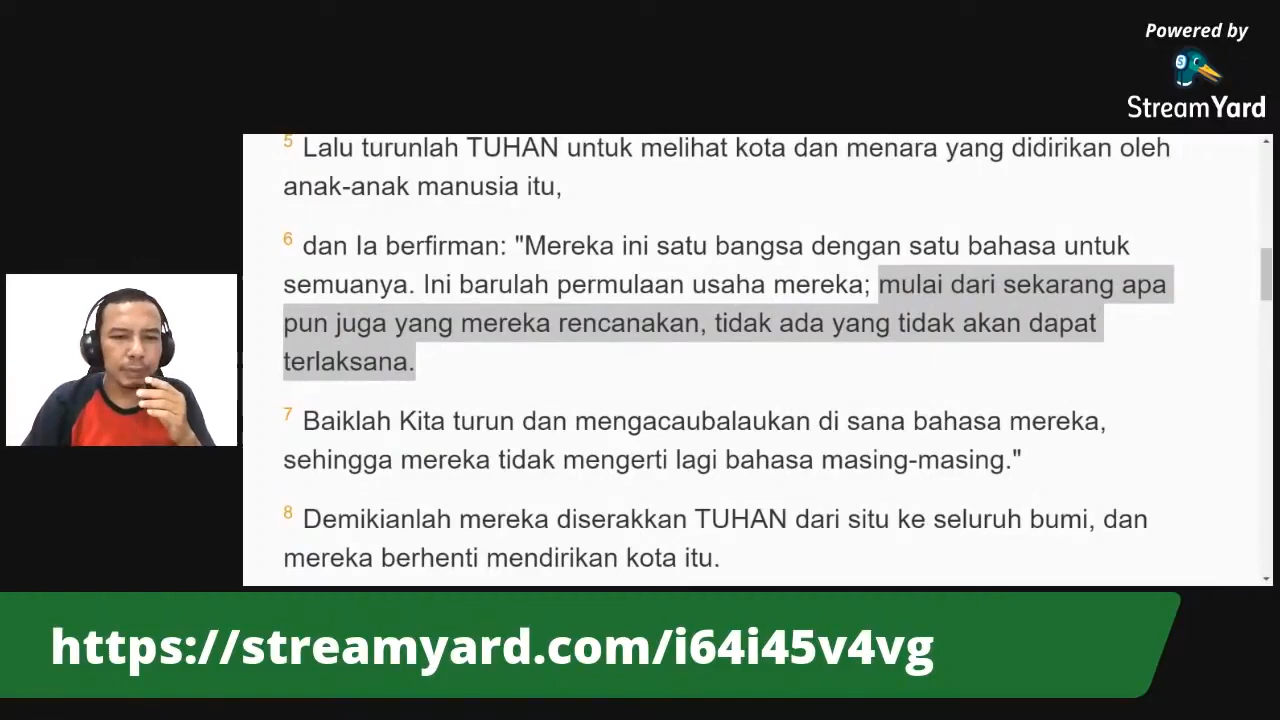 Powered by
StreamYard
5 Lalu turunlah TUHAN untuk melihat kota dan menara yang didirikan oleh
anak-anak manusia itu,
6 dan Ia berfirman: "Mereka ini satu bangsa dengan satu bahasa untuk
semuanya. Ini barulah permulaan usaha mereka; mulai dari sekarang apa
pun juga yang mereka rencanakan, tidak ada yang tidak akan dapat
terlaksana.
7 Baiklah Kita turun dan mengacaubalaukan di sana bahasa mereka,
sehingga mereka tidak mengerti lagi bahasa masing-masing."
8 Demikianlah mereka diserakkan TUHAN dari situ ke seluruh bumi, dan
mereka berhenti mendirikan kota itu.
https://streamyard.com/i64i45v4vg